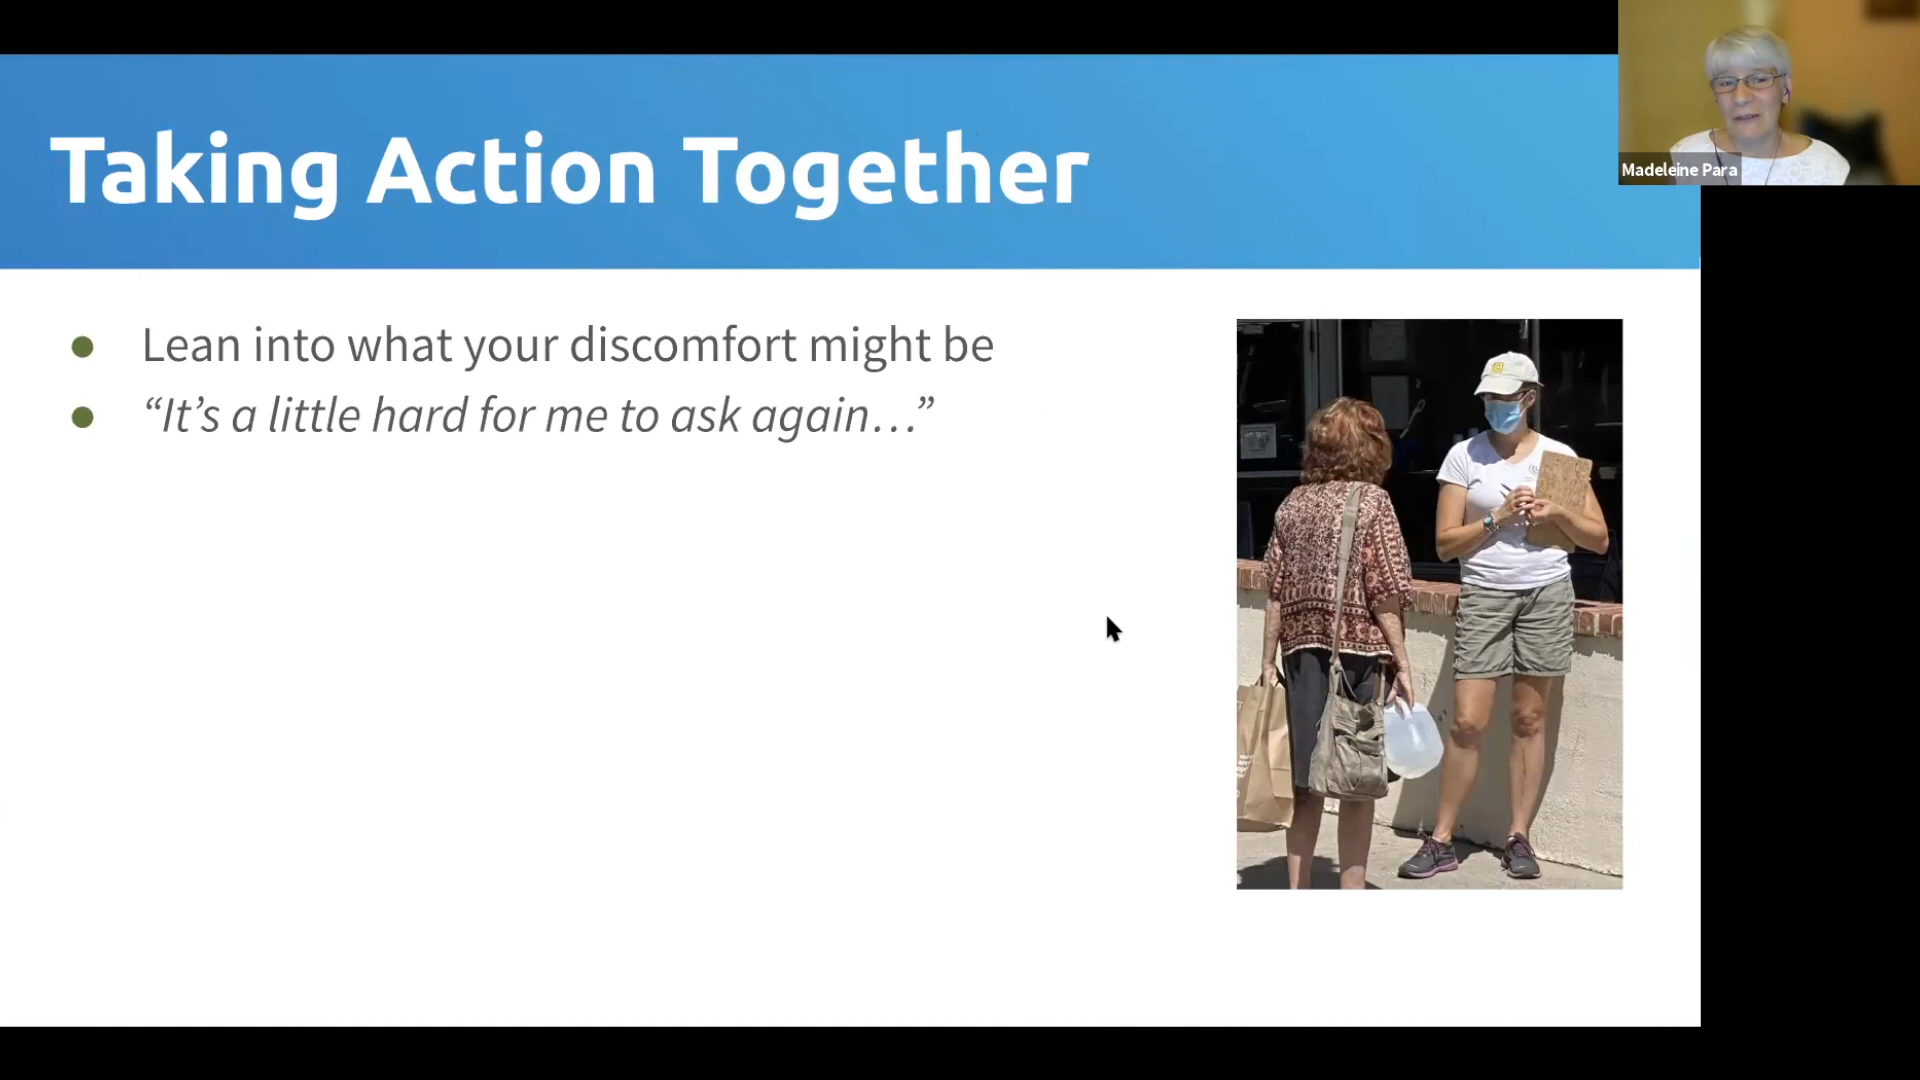 Taking Action Together
Madeleine Para
● Lean into what your discomfort might be
● “It’s a little hard for me to ask again…”